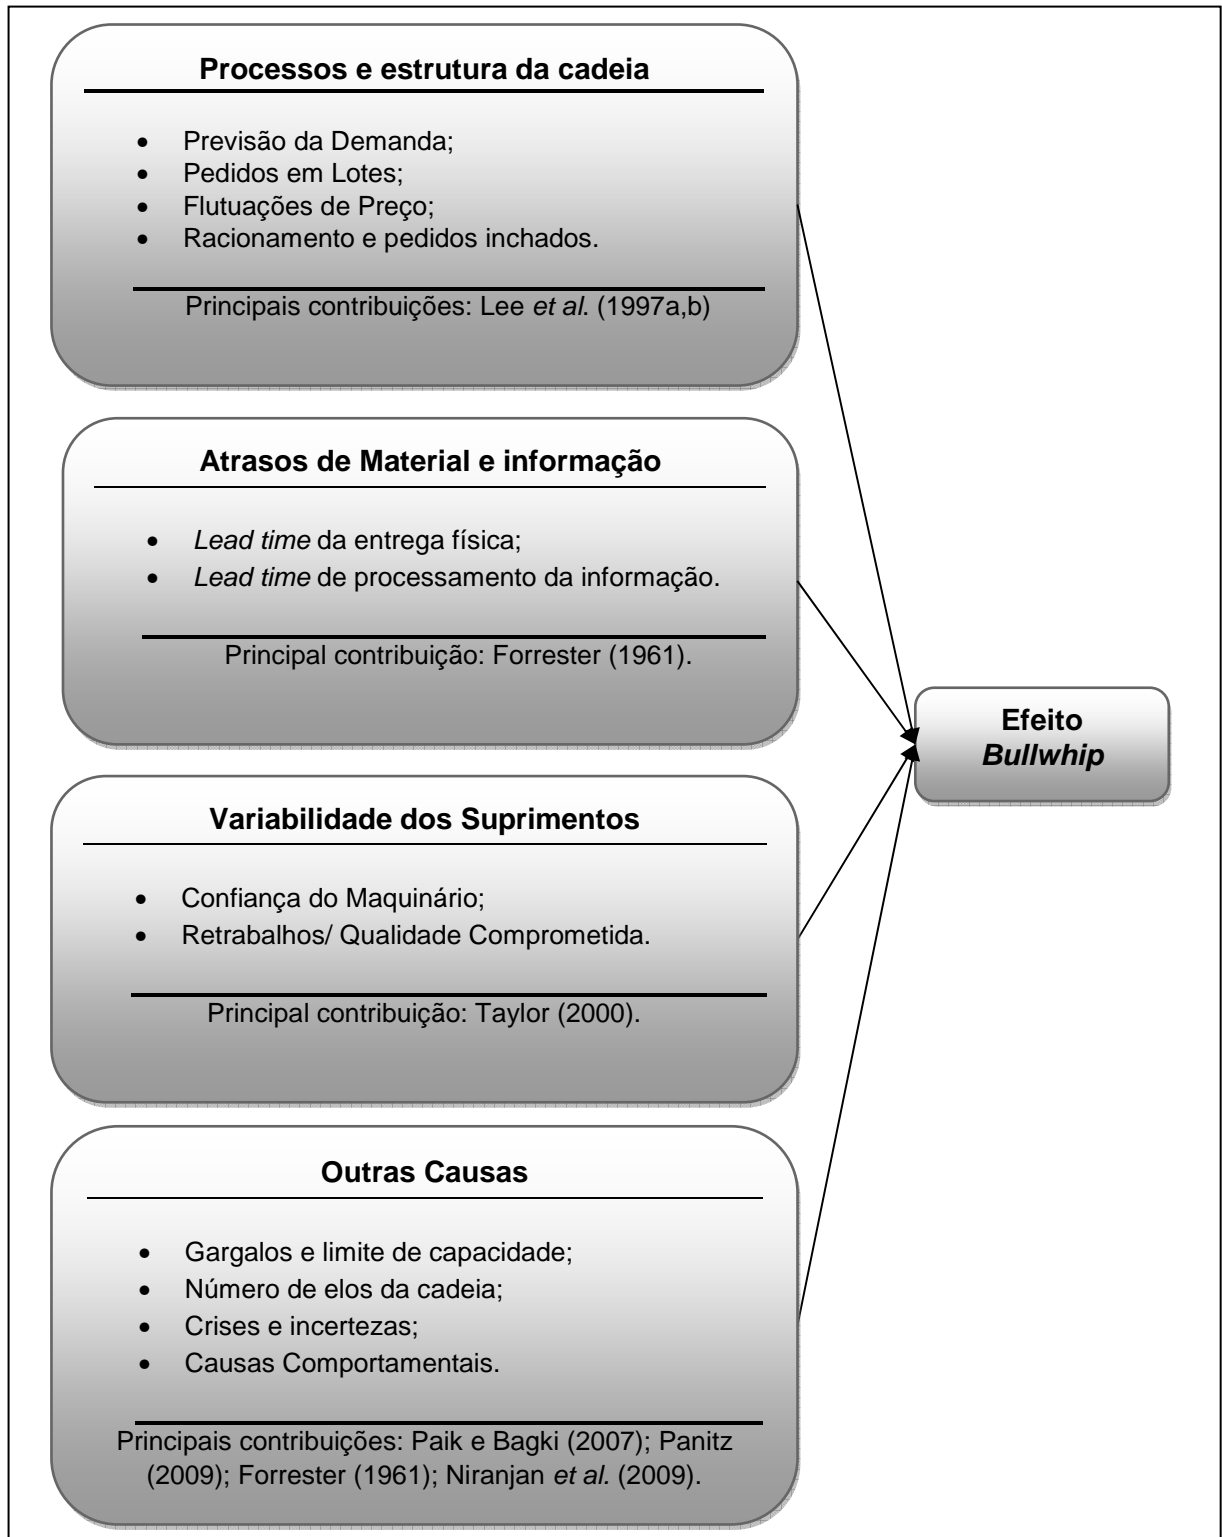 Processos e estrutura da cadeia
• Previsão da Demanda;
• Pedidos em Lotes;
• Flutuações de Preço;
• Racionamento e pedidos inchados.
Principais contribuições: Lee et al. (1997a,b)
Atrasos de Material e informação
• Lead time da entrega física;
• Lead time de processamento da informação.
Principal contribuição: Forrester (1961).
Variabilidade dos Suprimentos
• Confiança do Maquinário;
• Retrabalhos/ Qualidade Comprometida.
Principal contribuição: Taylor (2000).
Outras Causas
• Gargalos e limite de capacidade;
• Número de elos da cadeia;
• Crises e incertezas;
• Causas Comportamentais.
Principais contribuições: Paik e Bagki (2007); Panitz
(2009); Forrester (1961); Niranjan et al. (2009).
Efeito
Bullwhip